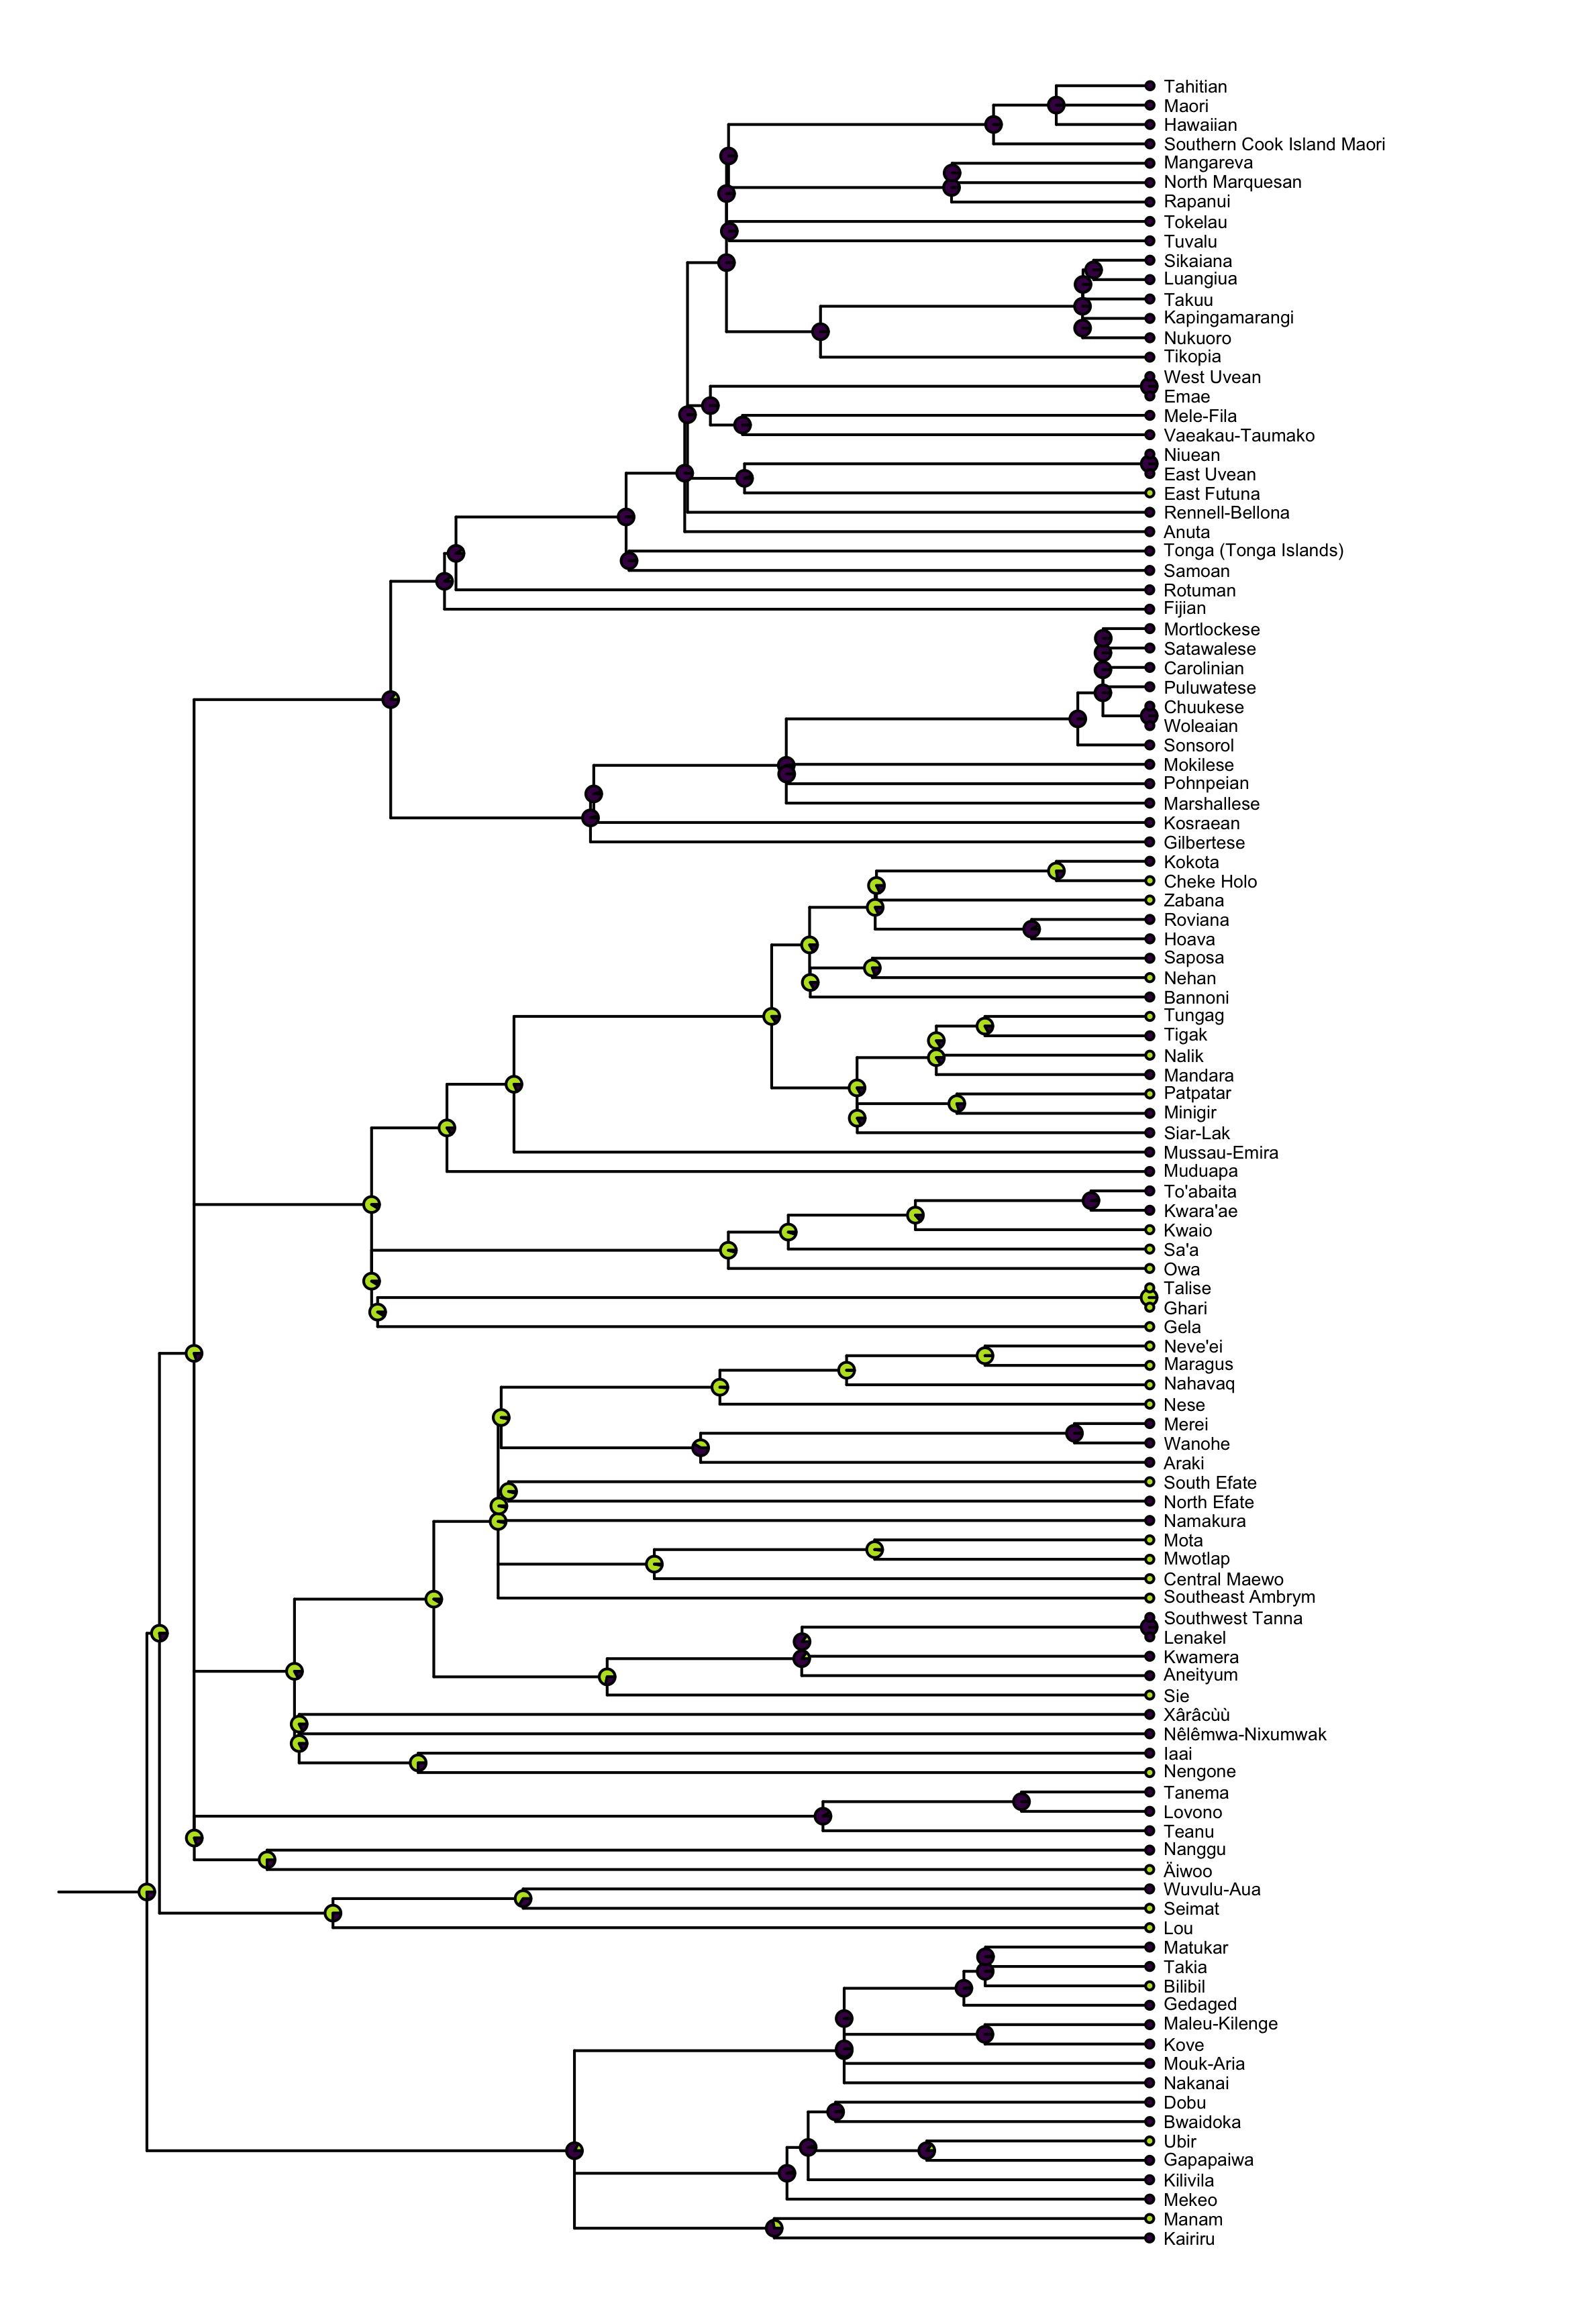 Tahitian
Maori
Hawaiian
Southern Cook Island Maori
Mangareva
North Marquesan
Rapanui
Tokelau
Tuvalu
Sikaiana
Luangiua
Takuu
Kapingamarangi
Nukuoro
Tikopia
West Uvean
Emae
Mele-Fila
Vaeakau-Taumako
Niuean
East Uvean
East Futuna
Rennell-Bellona
Anuta
Tonga (Tonga Islands)
Samoan
Rotuman
Fijian
Mortlockese
Satawalese
Carolinian
Puluwatese
Chuukese
Woleaian
Sonsorol
Mokilese
Pohnpeian
Marshallese
Kosraean
Gilbertese
Kokota
Cheke Holo
Zabana
Roviana
Hoava
Saposa
Nehan
Bannoni
Tungag
Tigak
Nalik
Mandara
Patpatar
Minigir
Siar-Lak
Mussau-Emira
Muduapa
To'abaita
Kwara'ae
Kwaio
Sa'a
Owa
Talise
Ghari
Gela
Neve'ei
Maragus
Nahavaq
Nese
Merei
Wanohe
Araki
South Efate
North Efate
Namakura
Mota
Mwotlap
Central Maewo
Southeast Ambrym
Southwest Tanna
Lenakel
Kwamera
Aneityum
Sie
Xârâcùù
Nêlêmwa-Nixumwak
Iaai
Nengone
Tanema
Lovono
Teanu
Nanggu
Äiwoo
Wuvulu-Aua
Seimat
Lou
Matukar
Takia
Bilibil
Gedaged
Maleu-Kilenge
Kove
Mouk-Aria
Nakanai
Dobu
Bwaidoka
Ubir
Gapapaiwa
Kilivila
Mekeo
Manam
Kairiru